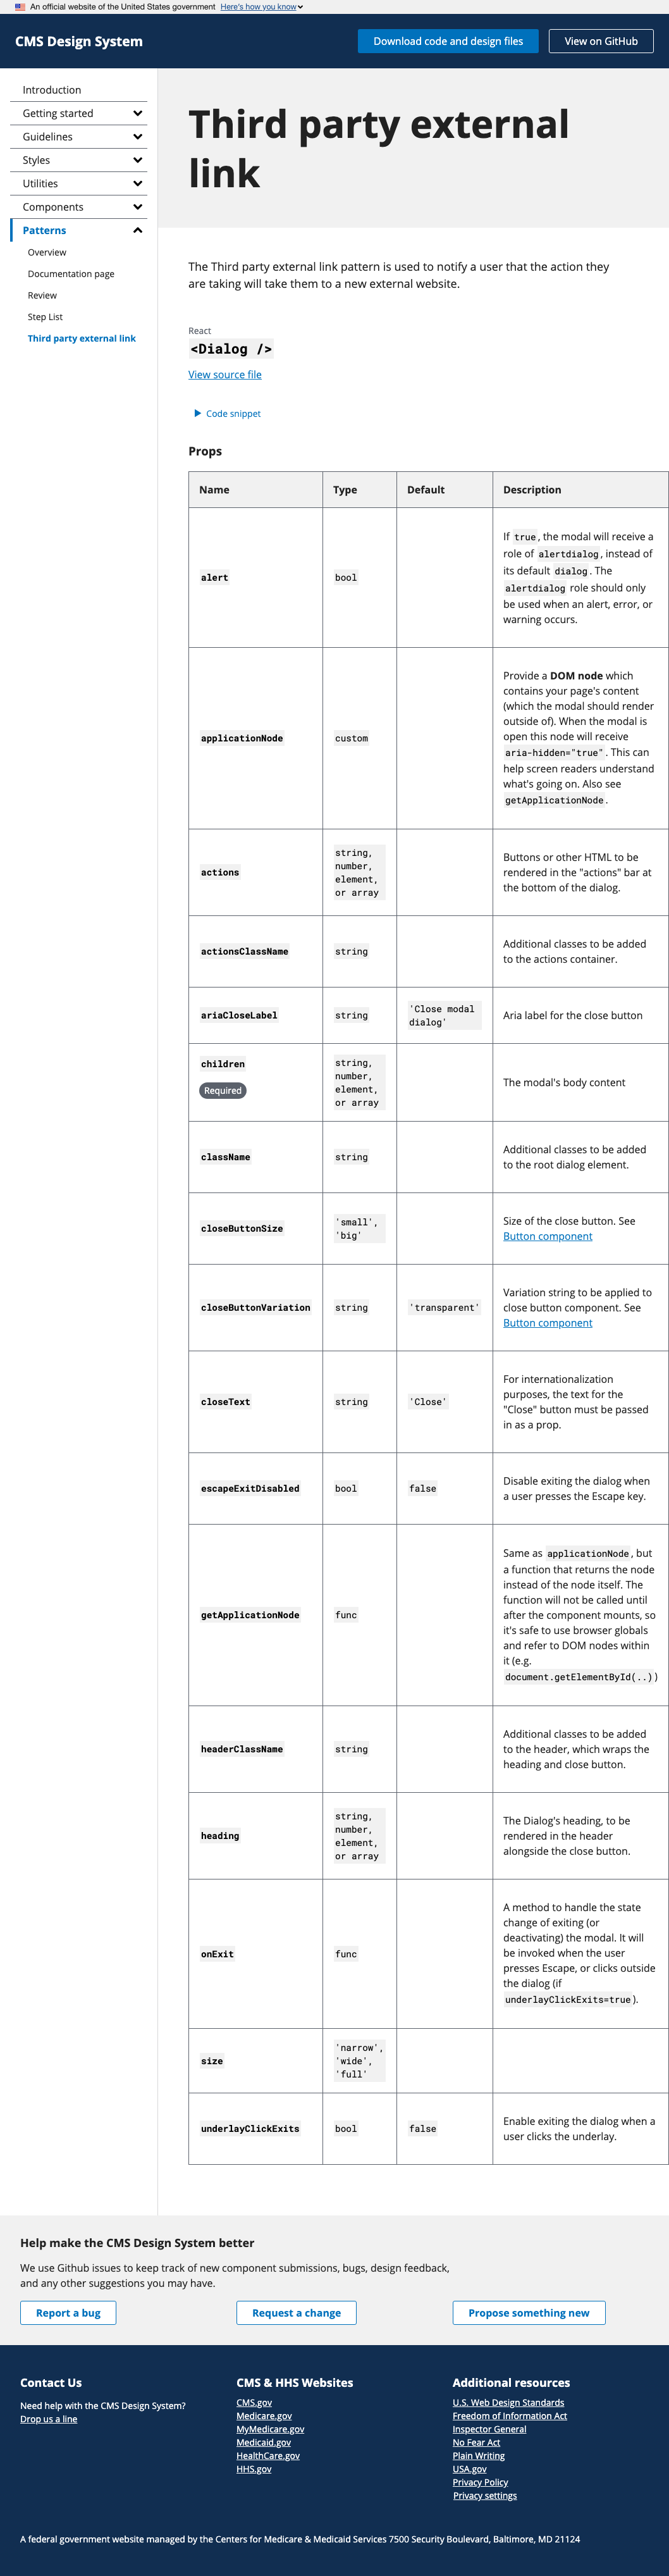 An official website of the United States government Here's how you know
CMS Design System
Download code and design files
View on GitHub
Introduction
Getting started
Guidelines
Styles
Utilities
Components
Patterns
Overview
Documentation page
Review
Step List
Third party external link
Third party external
link
The Third party external link pattern is used to notify a user that the action they
are taking will take them to a new external website.
React
<Dialog />
View source file
Code snippet
Props
Name Type Default Description
alert bool
If true, the modal will receive a
role of alertdialog, instead of
its default dialog. The
alertdialog role should only
be used when an alert, error, or
warning occurs.
applicationNode custom
Provide a DOM node which
contains your page's content
(which the modal should render
outside of). When the modal is
open this node will receive
aria-hidden="true". This can
help screen readers understand
what's going on. Also see
getApplicationNode.
actions
string,
number,
element,
or array
Buttons or other HTML to be
rendered in the "actions" bar at
the bottom of the dialog.
actionsClassName string
Additional classes to be added
to the actions container.
ariaCloseLabel string
'Close modal
dialog'
Aria label for the close button
children
Required
string,
number,
element,
or array
The modal's body content
className string
Additional classes to be added
to the root dialog element.
closeButtonSize
'small',
'big'
Size of the close button. See
Button component
closeButtonVariation string 'transparent'
Variation string to be applied to
close button component. See
Button component
closeText string 'Close'
For internationalization
purposes, the text for the
"Close" button must be passed
in as a prop.
escapeExitDisabled bool false
Disable exiting the dialog when
a user presses the Escape key.
getApplicationNode func
Same as applicationNode, but
a function that returns the node
instead of the node itself. The
function will not be called until
after the component mounts, so
it's safe to use browser globals
and refer to DOM nodes within
it (e.g.
document.getElementById(..))
headerClassName string
Additional classes to be added
to the header, which wraps the
heading and close button.
heading
string,
number,
element,
or array
The Dialog's heading, to be
rendered in the header
alongside the close button.
onExit func
A method to handle the state
change of exiting (or
deactivating) the modal. It will
be invoked when the user
presses Escape, or clicks outside
the dialog (if
underlayClickExits=true).
size
'narrow',
'wide',
'full'
underlayClickExits bool false
Enable exiting the dialog when a
user clicks the underlay.
Help make the CMS Design System better
We use Github issues to keep track of new component submissions, bugs, design feedback,
and any other suggestions you may have.
Report a bug
Request a change
Propose something new
Contact Us
Need help with the CMS Design System?
Drop us a line
CMS & HHS Websites
CMS.gov
Medicare.gov
MyMedicare.gov
Medicaid.gov
HealthCare.gov
HHS.gov
Additional resources
U.S. Web Design Standards
Freedom of Information Act
Inspector General
No Fear Act
Plain Writing
USA.gov
Privacy Policy
Privacy settings
A federal government website managed by the Centers for Medicare & Medicaid Services 7500 Security Boulevard, Baltimore, MD 21124